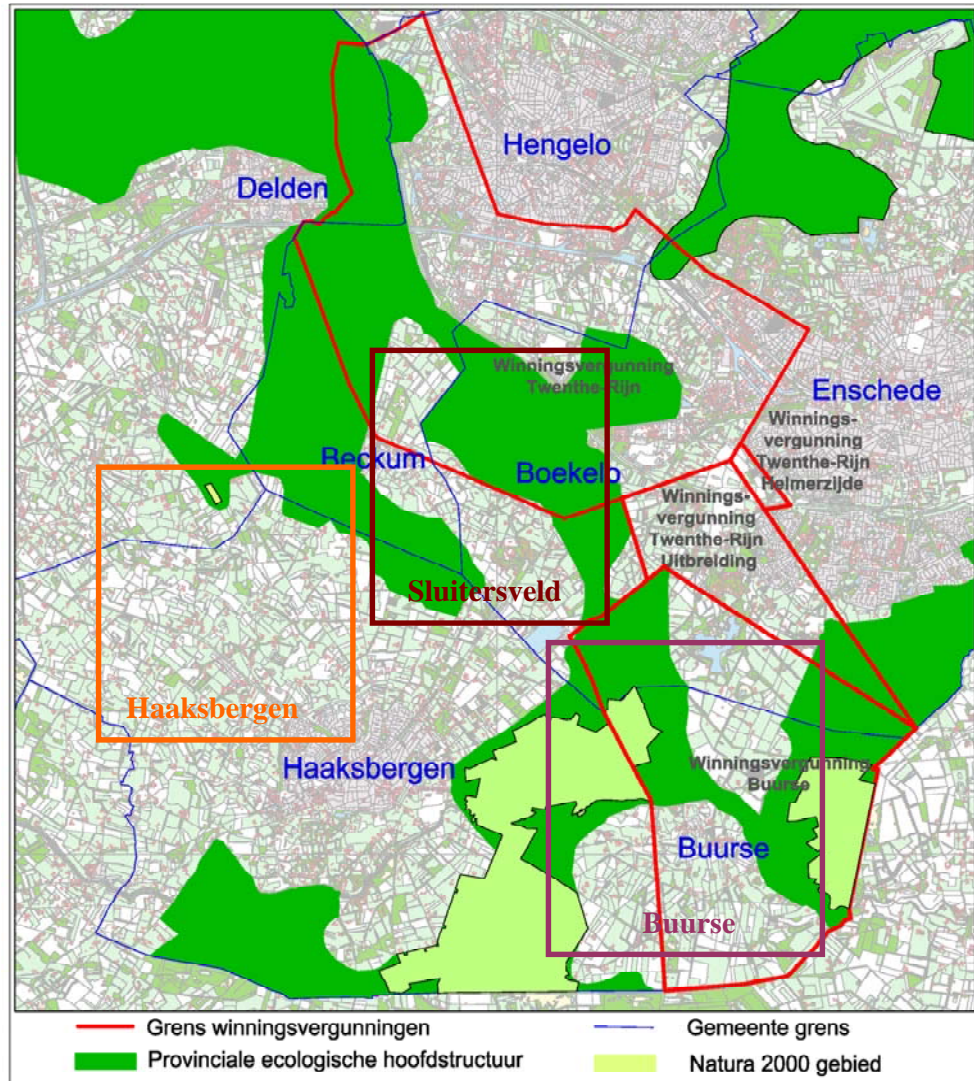 Hengelo
Delden
Winningsvergunning
Twenthe-Rijn
Enschede
Winnings-
vergunning
Twenthe-Rijn
Helmerzijde
Beckum
Boekelo
Winnings-
vergunning
Twenthe-Rijn
Uitbreiding
Sluitersveld
Haaksbergen
Haaksbergen
Winningsvergunning
Buurse
Buurse
Buurse
Grens winningsvergunningen
Gemeente grens
Provinciale ecologische hoofdstructuur
Natura 2000 gebied